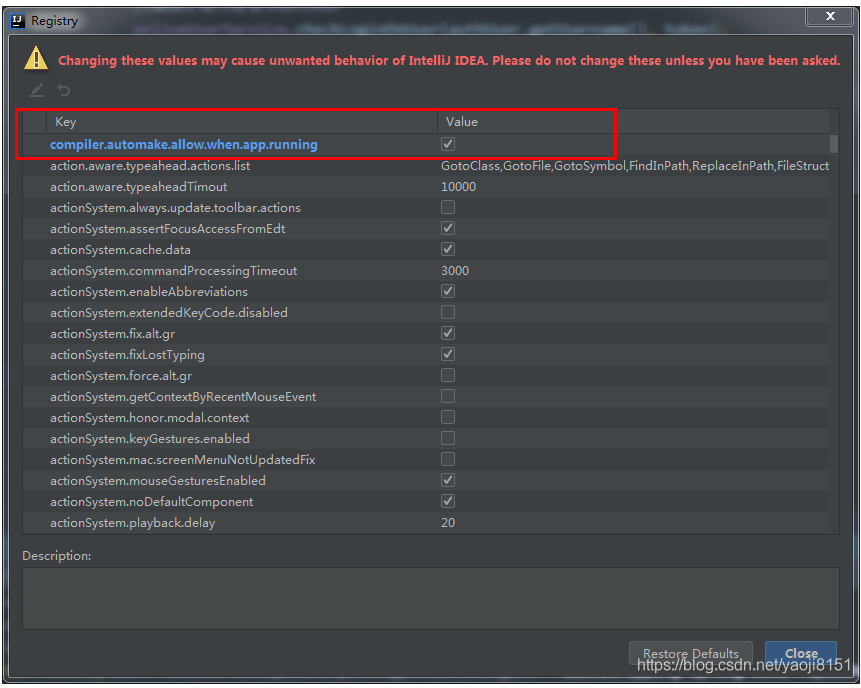 Registry
Changing these values may cause unwanted behavior of IntelliJ IDEA. Please do not change these unless you have been asked.
Key Value
compiler.automake.allow.when.app.running
action.aware.typeahead.actions.list GotoClass,GotoFile,GotoSymbol,FindInPath,ReplaceInPath,FileStruct
action.aware.typeaheadTimout 10000
actionSystem.always.update.toolbar.actions
actionSystem.assertFocusAccessFromEdt
actionSystem.cache.data
actionSystem.commandProcessingTimeout 3000
actionSystem.enableAbbreviations
actionSystem.extendedKeyCode.disabled
actionSystem.fix.alt.gr
actionSystem.fixLostTyping
actionSystem.force.alt.gr
actionSystem.getContextByRecentMouseEvent
actionSystem.honor.modal.context
actionSystem.keyGestures.enabled
actionSystem.mac.screenMenuNotUpdatedFix
actionSystem.mouseGesturesEnabled
actionSystem.noDefaultComponent
actionSystem.playback.delay 20
Description:
Restore Defaults Close
https://blog.csdn.net/yaoji8151